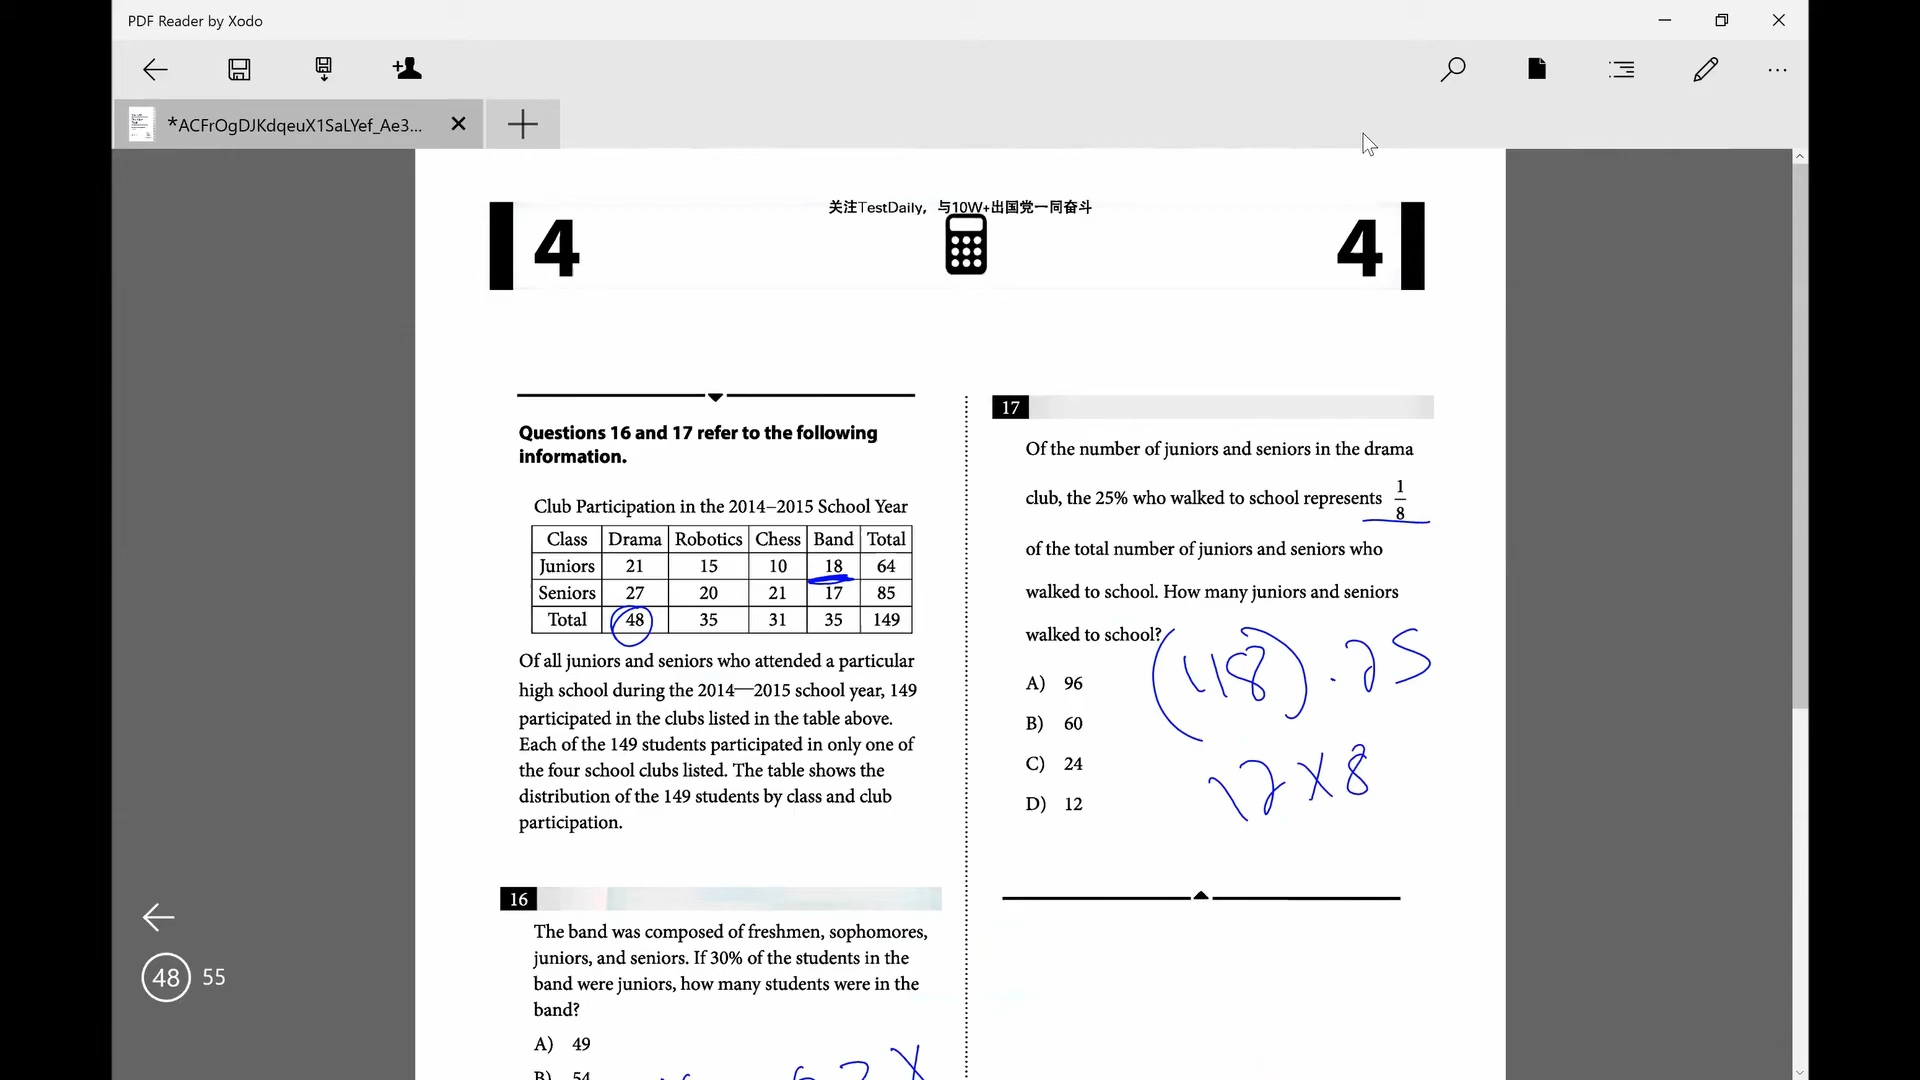 PDF Reader by Xodo
*ACFrOgDJKdqeuX1SaLYef_Ae3...
关注TestDaily，与10W+出国党一同奋斗
4
4
Questions 16 and 17 refer to the following
information.
Club Participation in the 2014–2015 School Year
Class Drama Robotics Chess Band Total
Juniors 21 15 10 18 64
Seniors 27 20 21 17 85
Total 48 35 31 35 149
Of all juniors and seniors who attended a particular
high school during the 2014—2015 school year, 149
participated in the clubs listed in the table above.
Each of the 149 students participated in only one of
the four school clubs listed. The table shows the
distribution of the 149 students by class and club
participation.
16
The band was composed of freshmen, sophomores,
juniors, and seniors. If 30% of the students in the
band were juniors, how many students were in the
band?
A) 49
B) 54
17
Of the number of juniors and seniors in the drama
club, the 25% who walked to school represents 1/8
of the total number of juniors and seniors who
walked to school. How many juniors and seniors
walked to school?
A) 96
B) 60
C) 24
D) 12
(118) .25
12 x 8
48 55